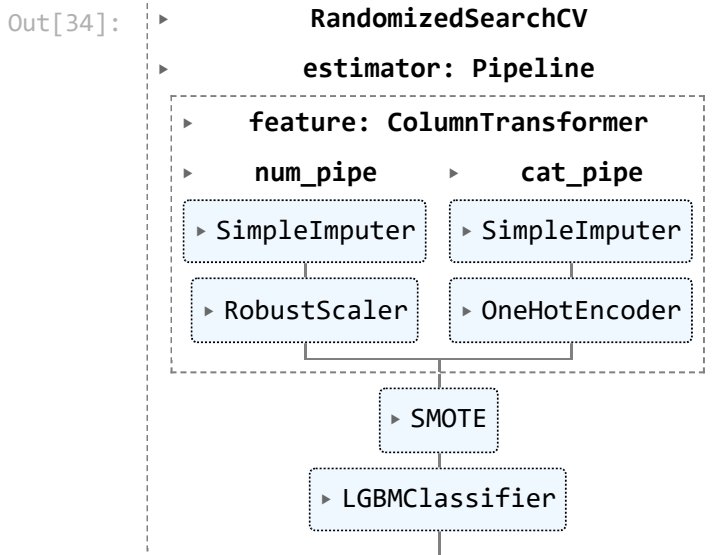 Out[34]:
RandomizedSearchCV
estimator: Pipeline
feature: ColumnTransformer
num_pipe cat_pipe
SimpleImputer SimpleImputer
RobustScaler OneHotEncoder
SMOTE
LGBMClassifier